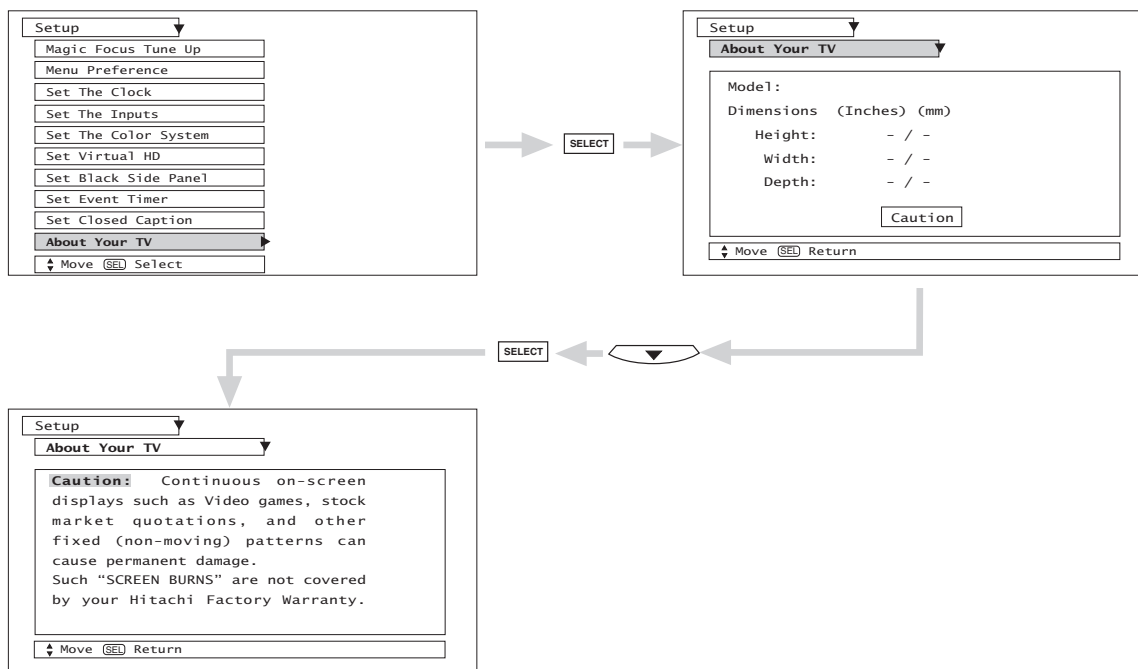 Setup
Magic Focus Tune Up
Menu Preference
Set The Clock
Set The Inputs
Set The Color System
Set Virtual HD
Set Black Side Panel
Set Event Timer
Set Closed Caption
About Your TV
Move SEL Select
SELECT
Setup
About Your TV
Model:
Dimensions (Inches) (mm)
Height: - / -
Width: - / -
Depth: - / -
Caution
Move SEL Return
SELECT
Setup
About Your TV
Caution: Continuous on-screen
displays such as Video games, stock
market quotations, and other
fixed (non-moving) patterns can
cause permanent damage.
Such “SCREEN BURNS” are not covered
by your Hitachi Factory Warranty.
Move SEL Return